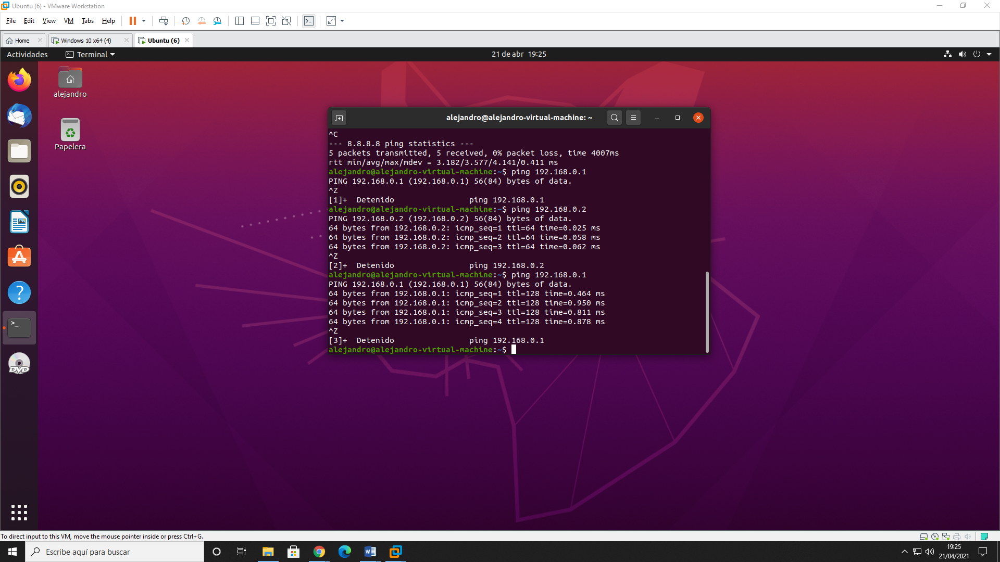 Ubuntu (6) - VMware Workstation
File Edit View VM Tabs Help
Home Windows 10 x64 (4) Ubuntu (6)
Actividades Terminal 21 de abr 19:25
alejandro
Papelera
alejandro@alejandro-virtual-machine: ~
^C
--- 8.8.8.8 ping statistics ---
5 packets transmitted, 5 received, 0% packet loss, time 4007ms
rtt min/avg/max/mdev = 3.182/3.577/4.141/0.411 ms
alejandro@alejandro-virtual-machine:~$ ping 192.168.0.1
PING 192.168.0.1 (192.168.0.1) 56(84) bytes of data.
^Z
[1]+  Detenido                ping 192.168.0.1
alejandro@alejandro-virtual-machine:~$ ping 192.168.0.2
PING 192.168.0.2 (192.168.0.2) 56(84) bytes of data.
64 bytes from 192.168.0.2: icmp_seq=1 ttl=64 time=0.025 ms
64 bytes from 192.168.0.2: icmp_seq=2 ttl=64 time=0.058 ms
64 bytes from 192.168.0.2: icmp_seq=3 ttl=64 time=0.062 ms
^Z
[2]+  Detenido                ping 192.168.0.2
alejandro@alejandro-virtual-machine:~$ ping 192.168.0.1
PING 192.168.0.1 (192.168.0.1) 56(84) bytes of data.
64 bytes from 192.168.0.1: icmp_seq=1 ttl=128 time=0.464 ms
64 bytes from 192.168.0.1: icmp_seq=2 ttl=128 time=0.950 ms
64 bytes from 192.168.0.1: icmp_seq=3 ttl=128 time=0.811 ms
64 bytes from 192.168.0.1: icmp_seq=4 ttl=128 time=0.878 ms
^Z
[3]+  Detenido                ping 192.168.0.1
alejandro@alejandro-virtual-machine:~$
DVD
To direct input to this VM, move the mouse pointer inside or press Ctrl+G.
Escribe aquí para buscar
19:25
21/04/2021